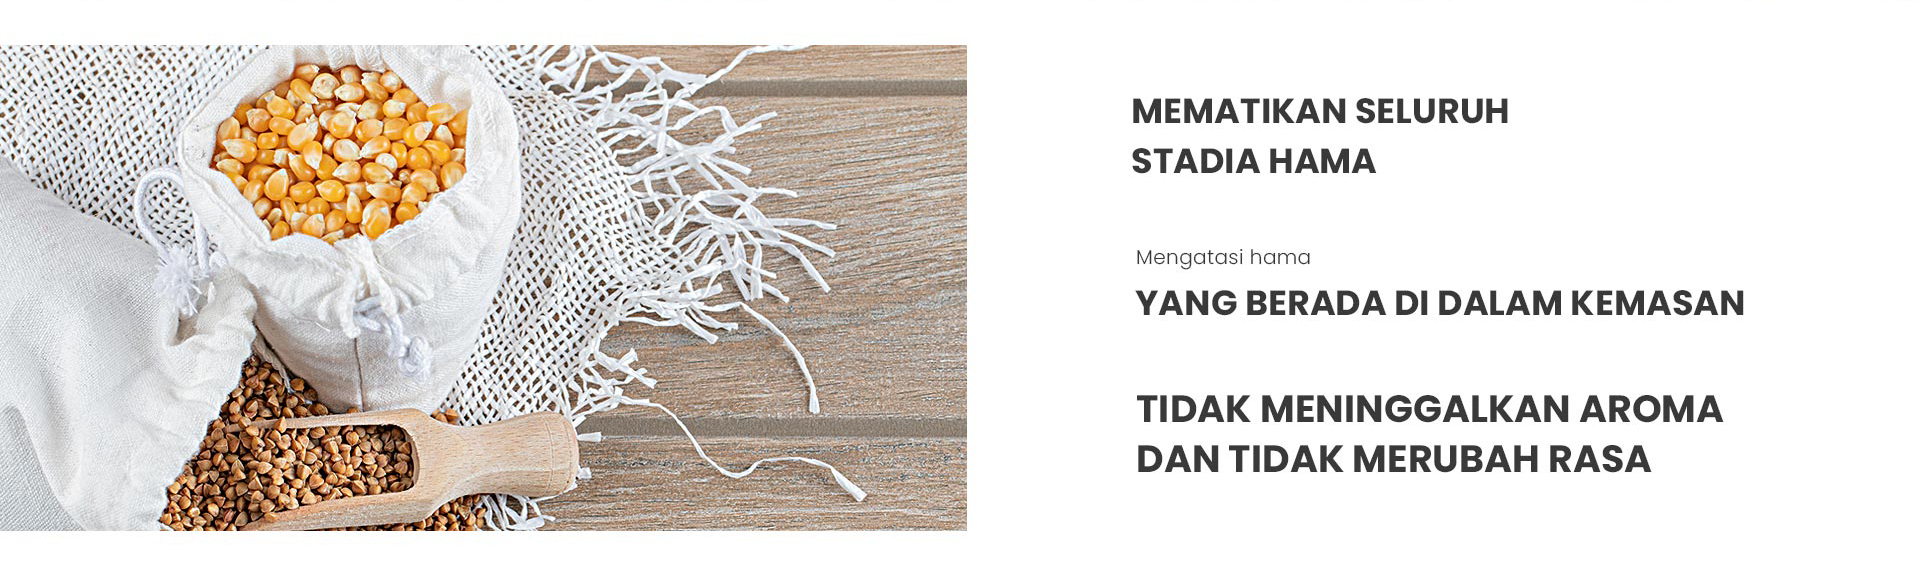 MEMATIKAN SELURUH
STADIA HAMA
Mengatasi hama
YANG BERADA DI DALAM KEMASAN
TIDAK MENINGGALKAN AROMA
DAN TIDAK MERUBAH RASA